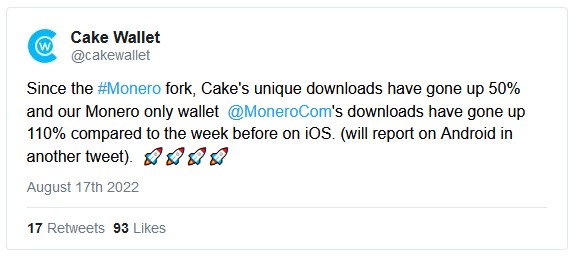 Cake Wallet
@cakewallet
Since the #Monero fork, Cake's unique downloads have gone up 50%
and our Monero only wallet @MoneroCom's downloads have gone up
110% compared to the week before on iOS. (will report on Android in
another tweet). 🚀🚀🚀🚀
August 17th 2022
17 Retweets 93 Likes